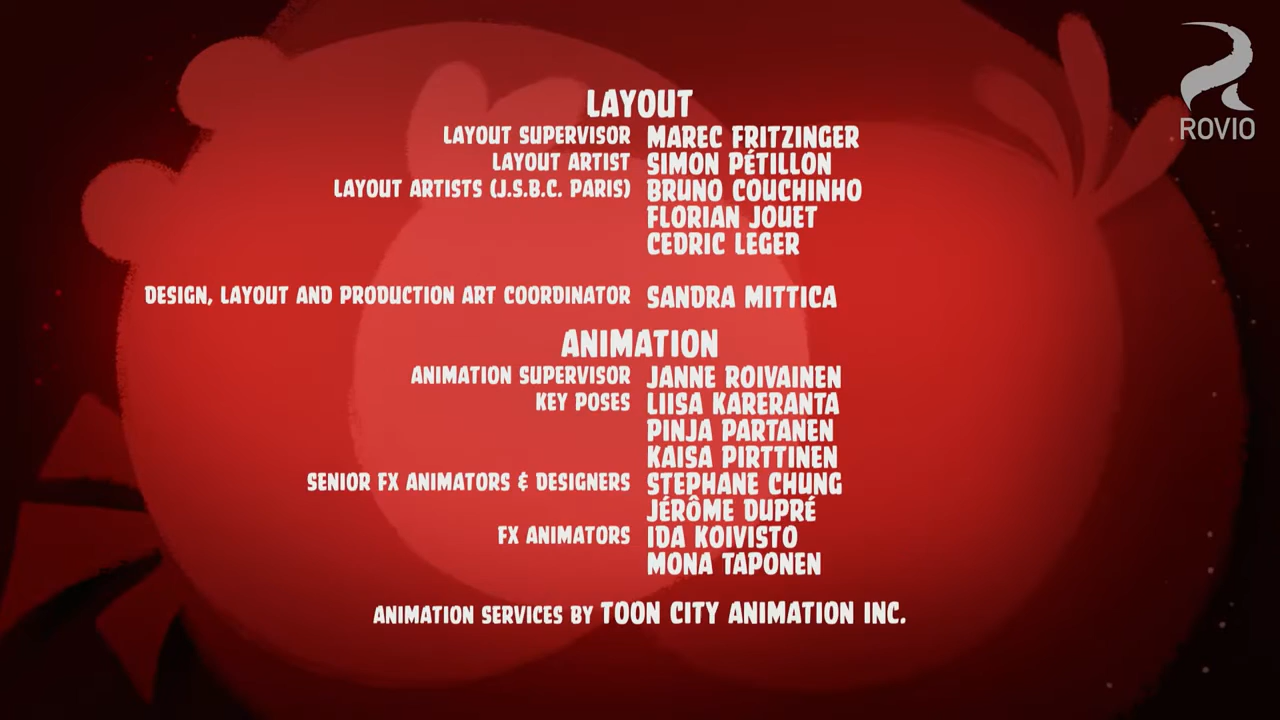 ROVIO
LAYOUT
LAYOUT SUPERVISOR MAREC FRITZINGER
LAYOUT ARTIST SIMON PÉTILLON
LAYOUT ARTISTS (J.S.B.C. PARIS) BRUNO COUCHINHO
FLORIAN JOUET
CEDRIC LEGER
DESIGN, LAYOUT AND PRODUCTION ART COORDINATOR SANDRA MITTICA
ANIMATION
ANIMATION SUPERVISOR JANNE ROIVAINEN
KEY POSES LIISA KARERANTA
PINJA PARTANEN
KAISA PIRTTINEN
SENIOR FX ANIMATORS & DESIGNERS STEPHANE CHUNG
JÉRÔME DUPRÉ
FX ANIMATORS IDA KOIVISTO
MONA TAPONEN
ANIMATION SERVICES BY TOON CITY ANIMATION INC.